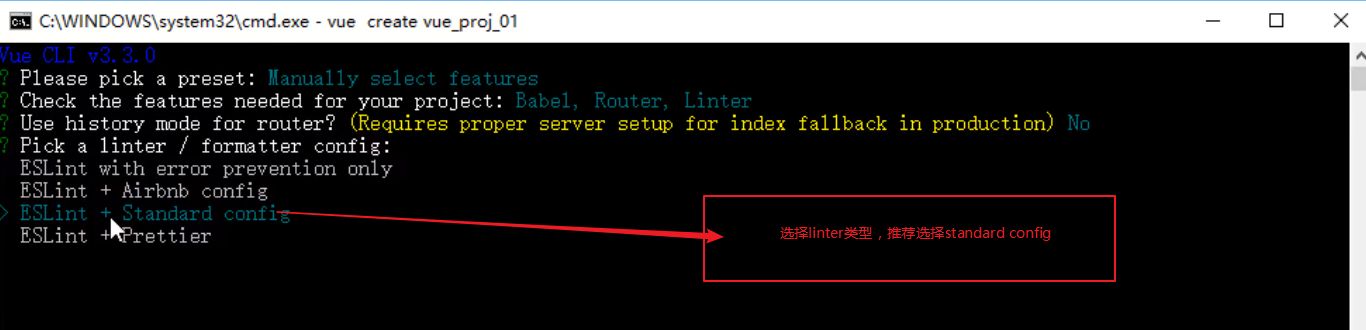 C:\WINDOWS\system32\cmd.exe - vue create vue_proj_01
Vue CLI v3.3.0
? Please pick a preset: Manually select features
? Check the features needed for your project: Babel, Router, Linter
? Use history mode for router? (Requires proper server setup for index fallback in production) No
? Pick a linter / formatter config:
ESLint with error prevention only
ESLint + Airbnb config
> ESLint + Standard config
ESLint + Prettier
选择linter类型，推荐选择standard config